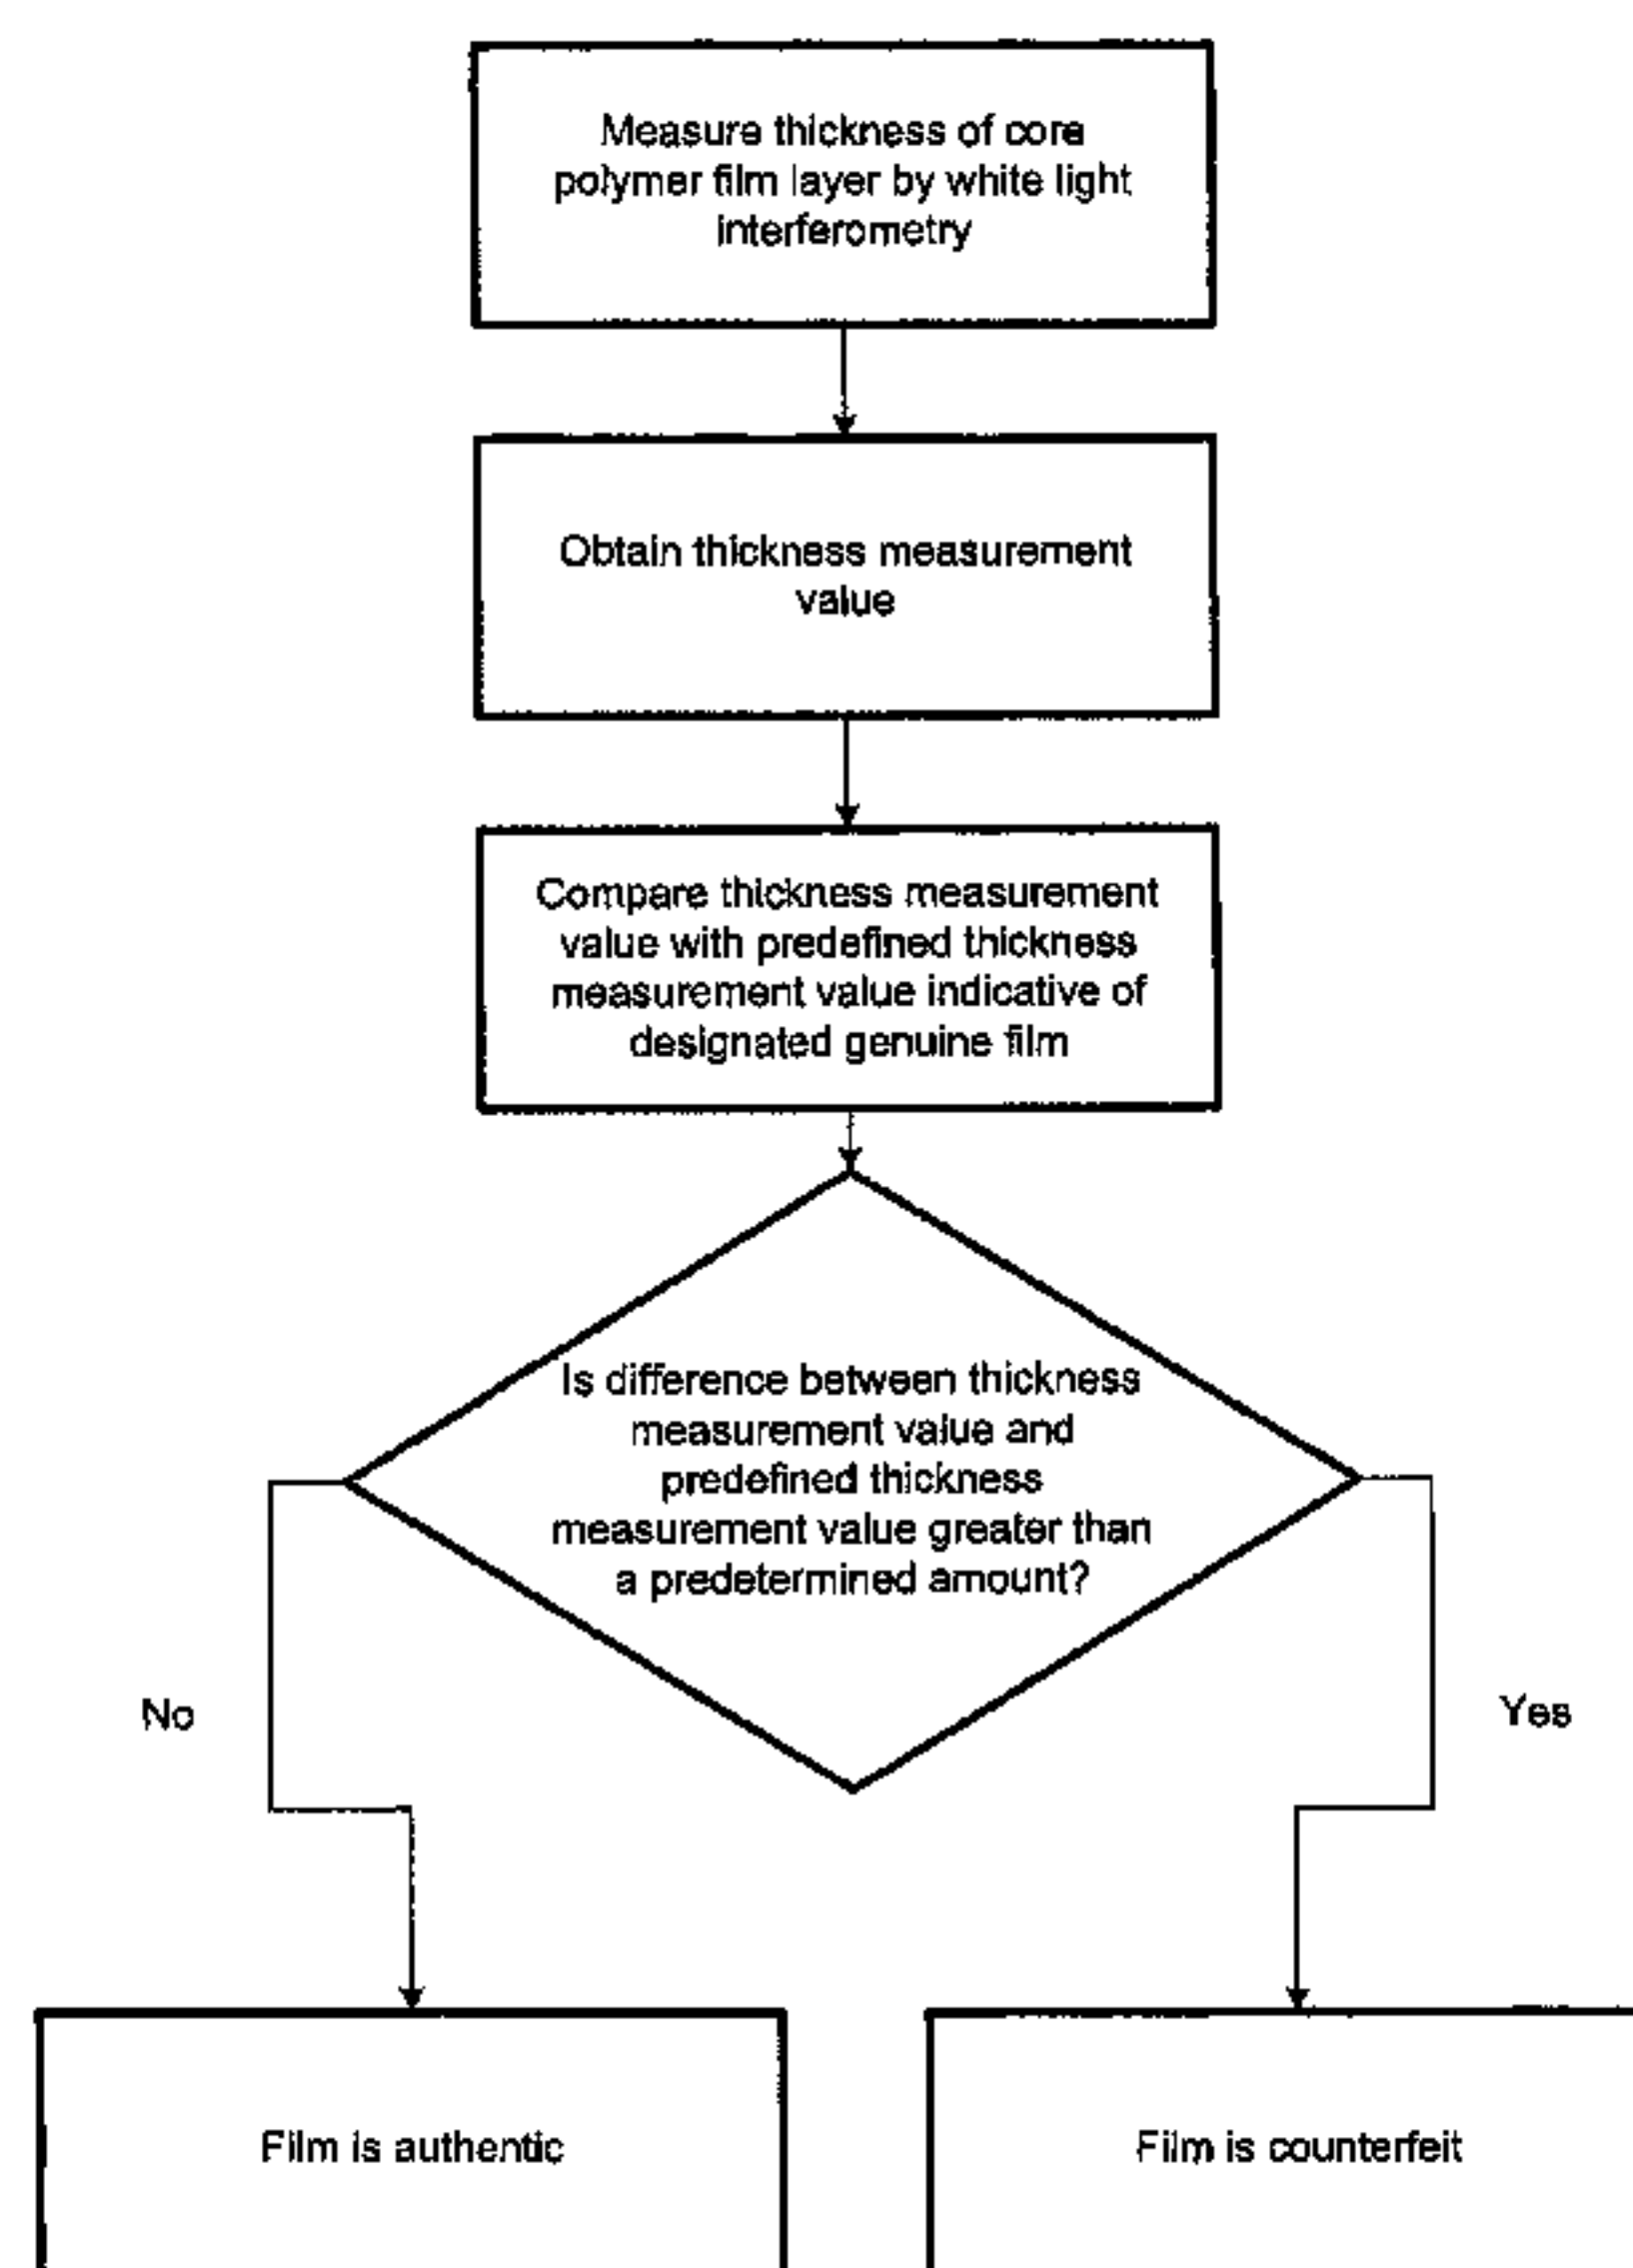 Measure thickness of core
polymer film layer by white light
interferometry
Obtain thickness measurement
value
Compare thickness measurement
value with predefined thickness
measurement value indicative of
designated genuine film
Is difference between thickness
measurement value and
predefined thickness
measurement value greater than
a predetermined amount?
No
Yes
Film is authentic
Film is counterfeit